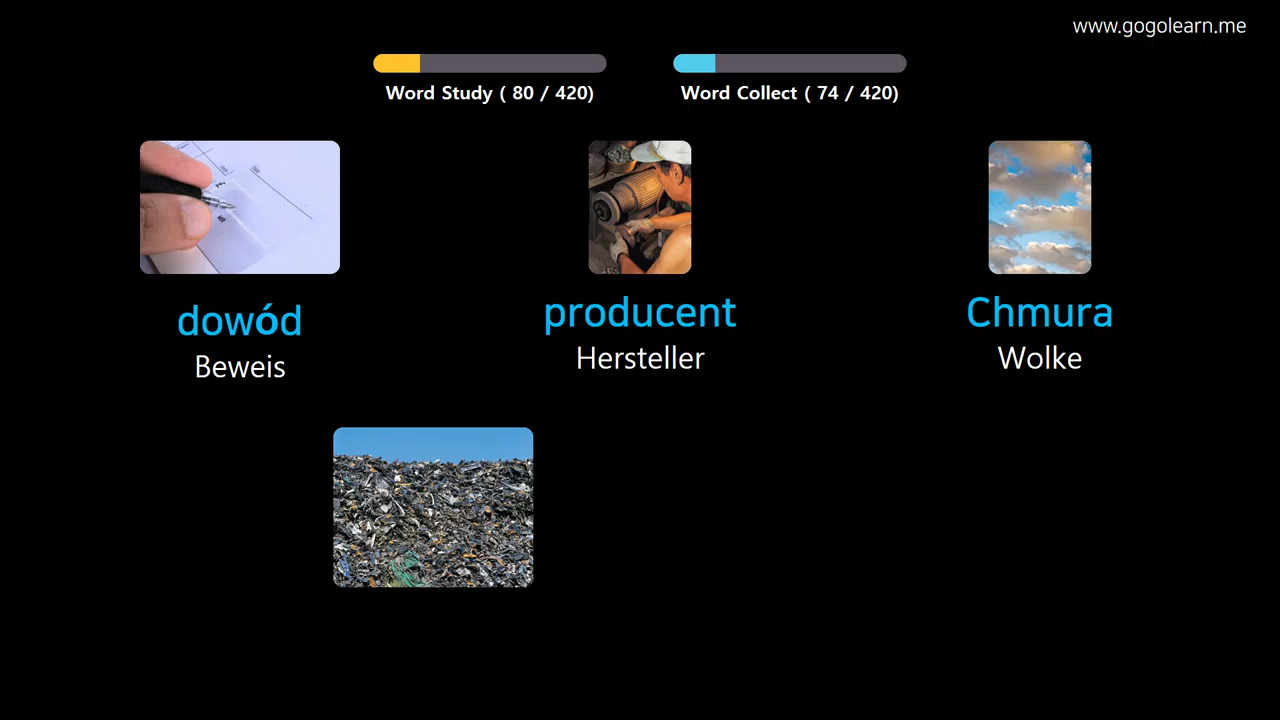 www.gogolearn.me
Word Study ( 80 / 420)
Word Collect ( 74 / 420)
dowód
Beweis
producent
Hersteller
Chmura
Wolke